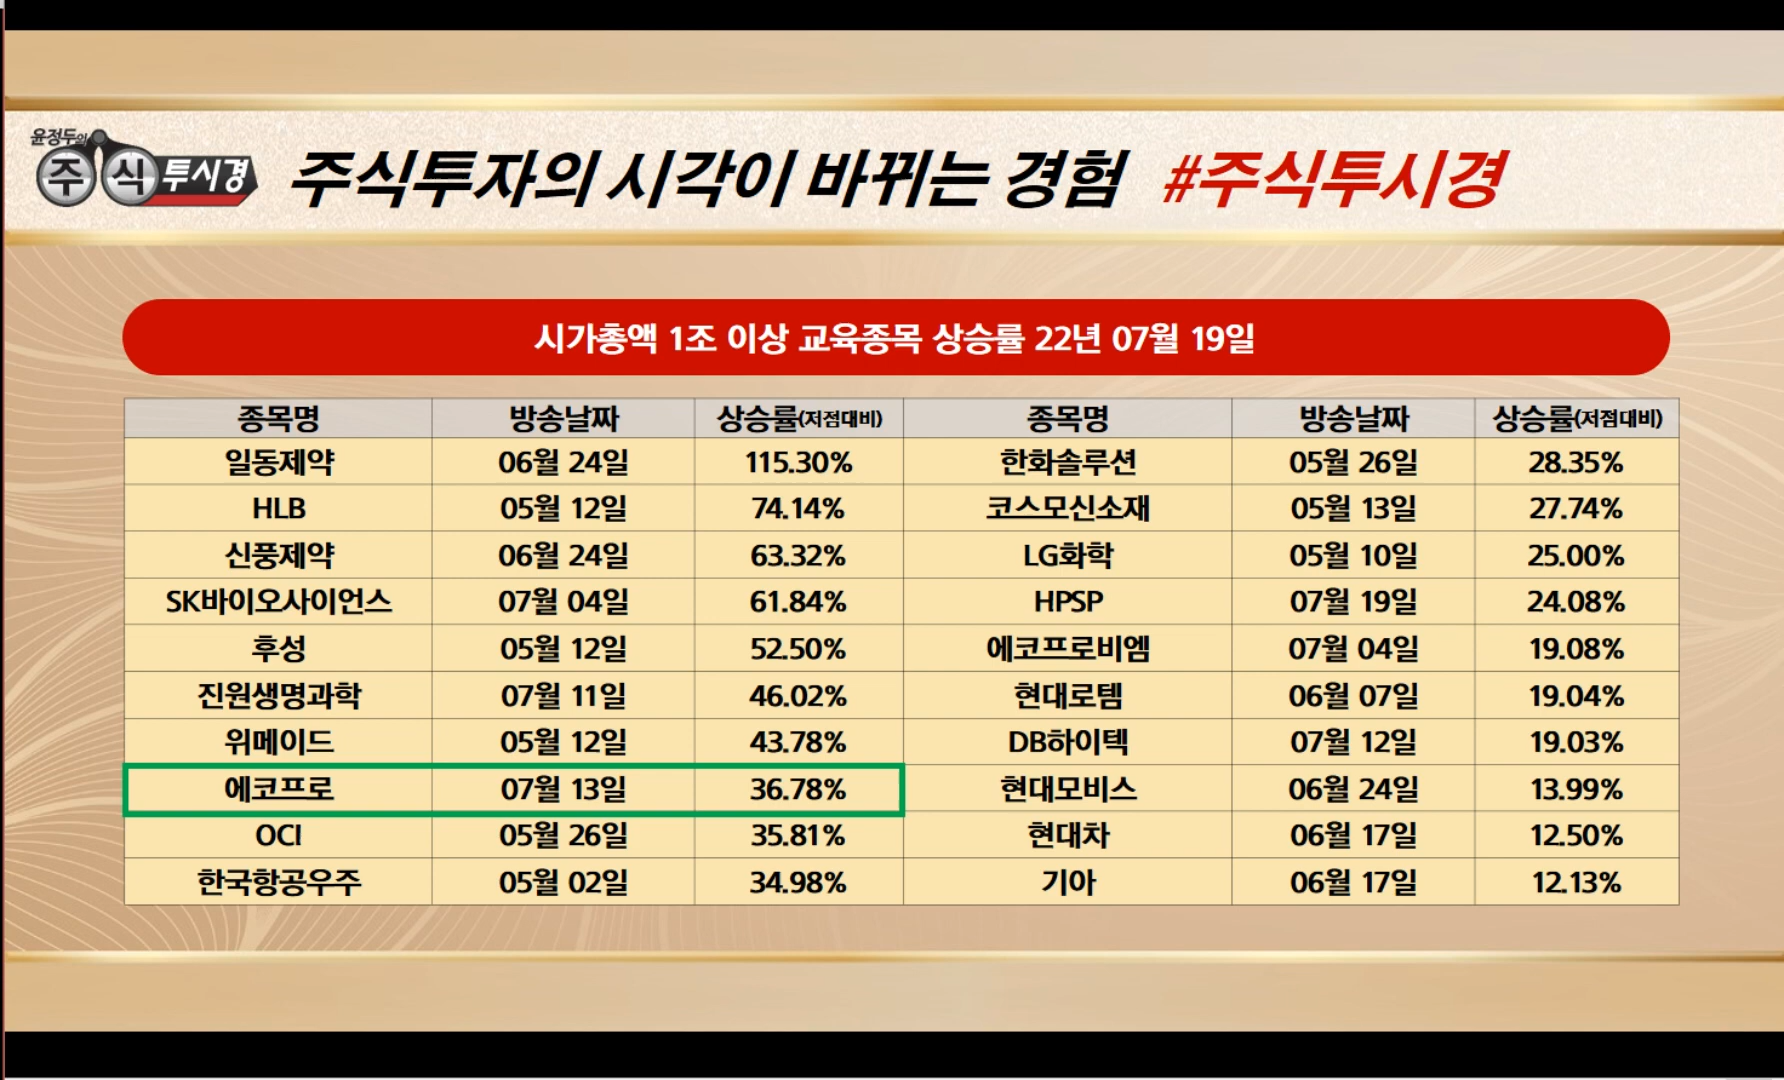 윤정두의
주식투시경
주식투자의 시각이 바뀌는 경험 #주식투시경
시가총액 1조 이상 교육종목 상승률 22년 07월 19일
종목명 방송날짜 상승률(저점대비) 종목명 방송날짜 상승률(저점대비)
일동제약 06월 24일 115.30% 한화솔루션 05월 26일 28.35%
HLB 05월 12일 74.14% 코스모신소재 05월 13일 27.74%
신풍제약 06월 24일 63.32% LG화학 05월 10일 25.00%
SK바이오사이언스 07월 04일 61.84% HPSP 07월 19일 24.08%
후성 05월 12일 52.50% 에코프로비엠 07월 04일 19.08%
진원생명과학 07월 11일 46.02% 현대로템 06월 07일 19.04%
위메이드 05월 12일 43.78% DB하이텍 07월 12일 19.03%
에코프로 07월 13일 36.78% 현대모비스 06월 24일 13.99%
OCI 05월 26일 35.81% 현대차 06월 17일 12.50%
한국항공우주 05월 02일 34.98% 기아 06월 17일 12.13%